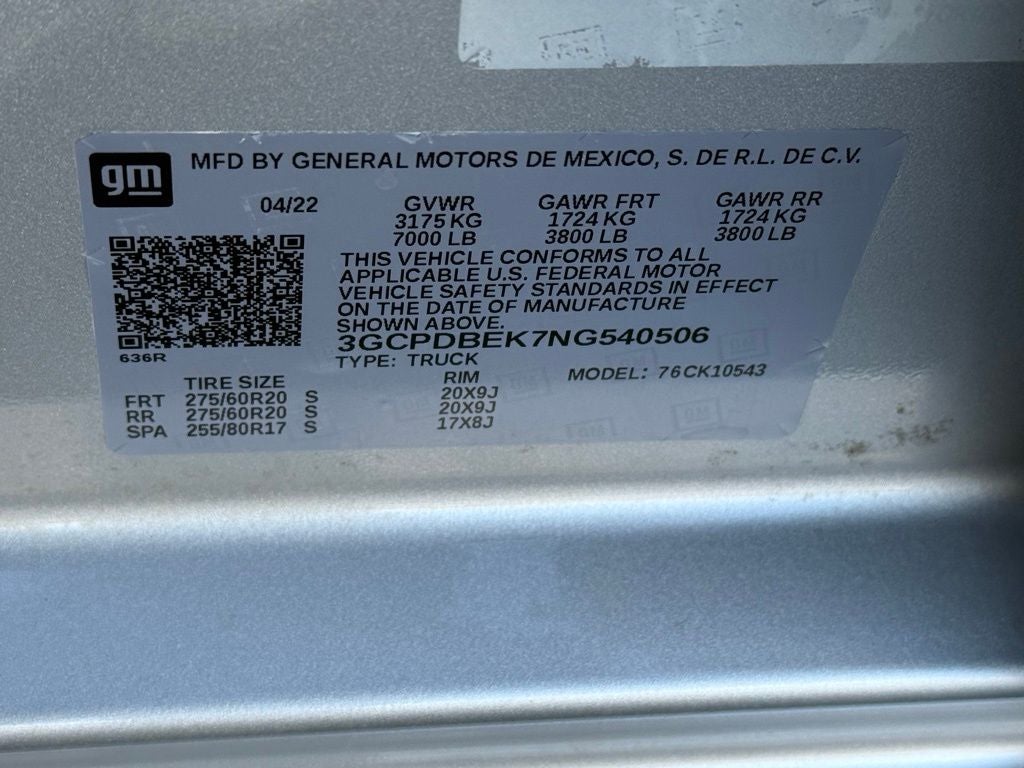 gm
MFD BY GENERAL MOTORS DE MEXICO, S. DE R.L. DE C.V.
04/22 GVWR GAWR FRT GAWR RR
3175 KG 1724 KG 1724 KG
7000 LB 3800 LB 3800 LB
THIS VEHICLE CONFORMS TO ALL
APPLICABLE U.S. FEDERAL MOTOR
VEHICLE SAFETY STANDARDS IN EFFECT
ON THE DATE OF MANUFACTURE
SHOWN ABOVE.
3GCPDBEK7NG540506
636R
TYPE: TRUCK
TIRE SIZE RIM MODEL: 76CK10543
FRT 275/60R20 S 20X9J
RR 275/60R20 S 20X9J
SPA 255/80R17 S 17X8J